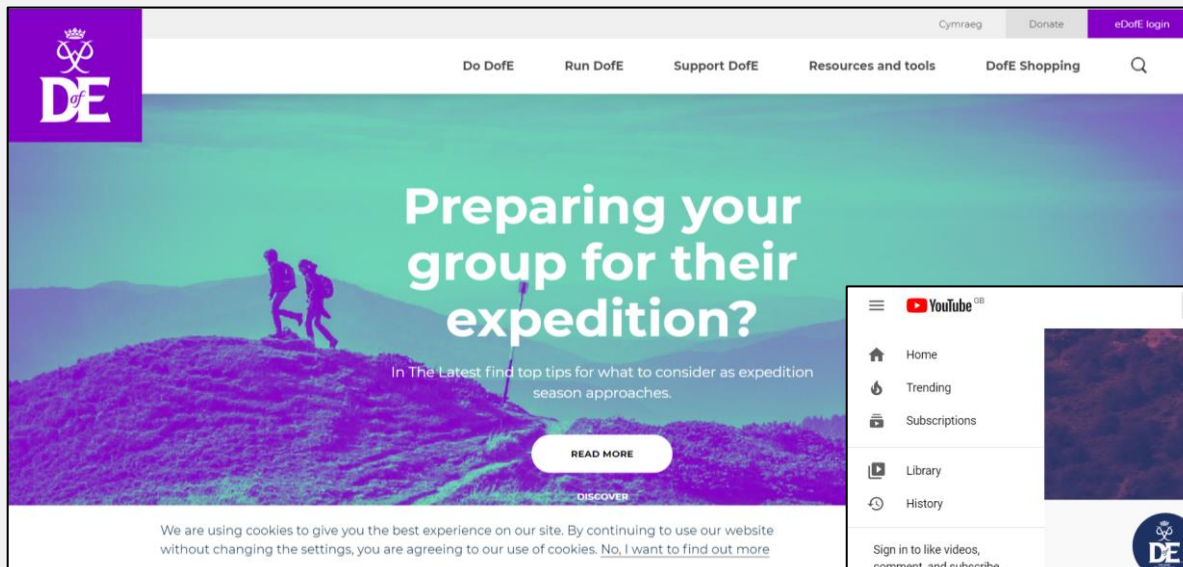 Cymraeg
Donate
eDofE login
DofE
Do DofE
Run DofE
Support DofE
Resources and tools
DofE Shopping
Preparing your
group for their
expedition?
In The Latest find top tips for what to consider as expedition
season approaches.
READ MORE
DISCOVER
We are using cookies to give you the best experience on our site. By continuing to use our website
without changing the settings, you are agreeing to our use of cookies. No, I want to find out more
YouTube GB
Home
Trending
Subscriptions
Library
History
Sign in to like videos,
comment, and subscribe
DE